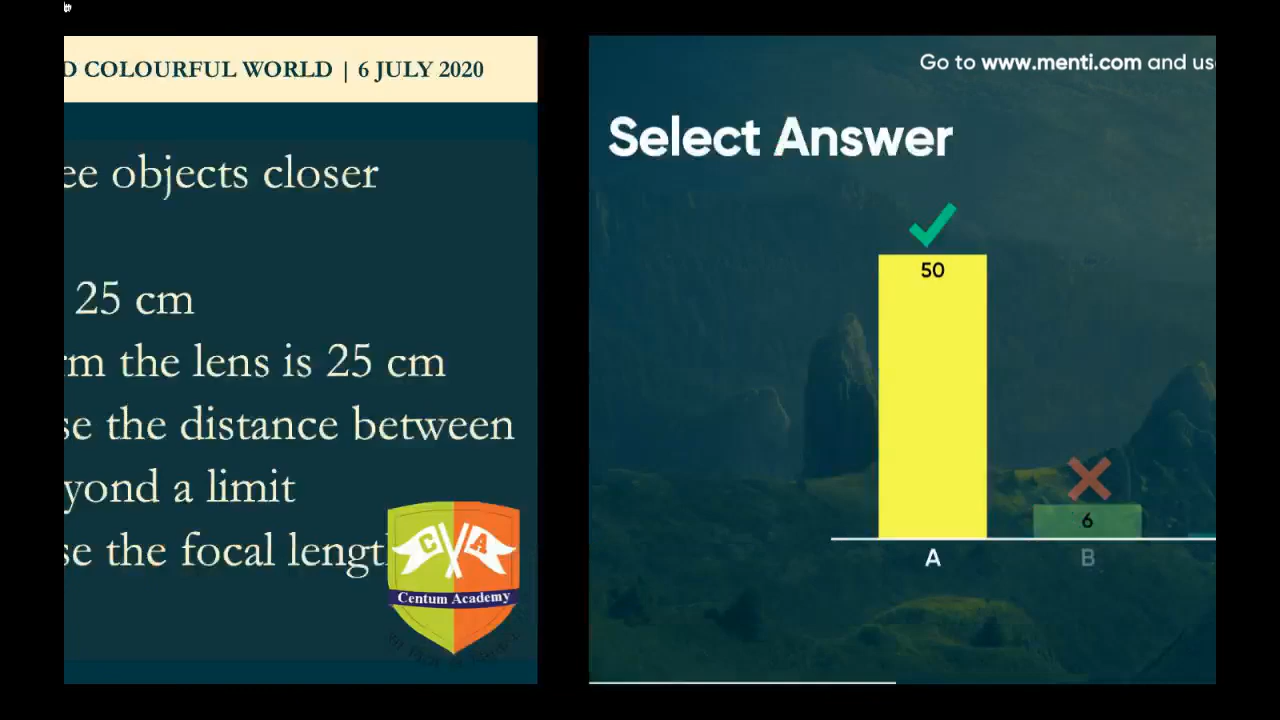 O COLOURFUL WORLD | 6 JULY 2020
ee objects closer
25 cm
rm the lens is 25 cm
se the distance between
yond a limit
se the focal lengt
C A
Centum Academy
Go to www.menti.com and us
Select Answer
50
6
A
B